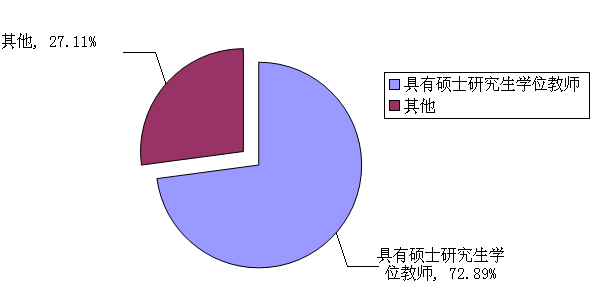 其他, 27.11%
具有硕士研究生学位教师
其他
具有硕士研究生学
位教师, 72.89%